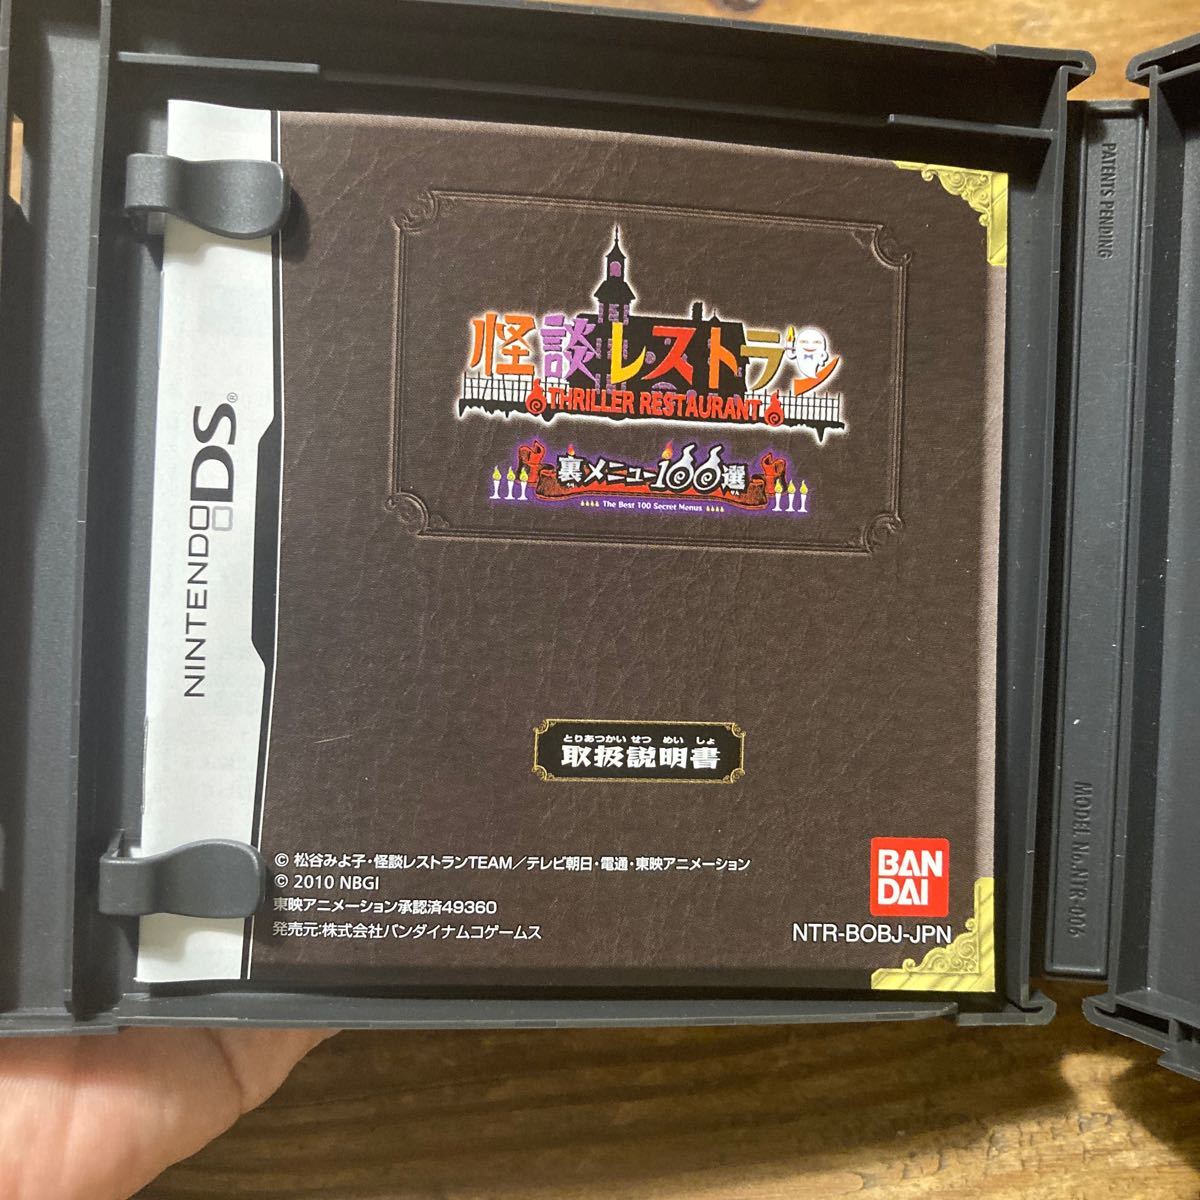 NINTENDO DS®
怪談レストラン
THRILLER RESTAURANT
裏メニュー100選
The Best 100 Secret Menus
とりあつかいせつめいしょ
取扱説明書
© 松谷みよ子・怪談レストランTEAM／テレビ朝日・電通・東映アニメーション
© 2010 NBGI
東映アニメーション承認済49360
発売元:株式会社バンダイナムコゲームス
BAN
DAI
NTR-BOBJ-JPN
PATENTS PENDING
MODEL No.NTR-006